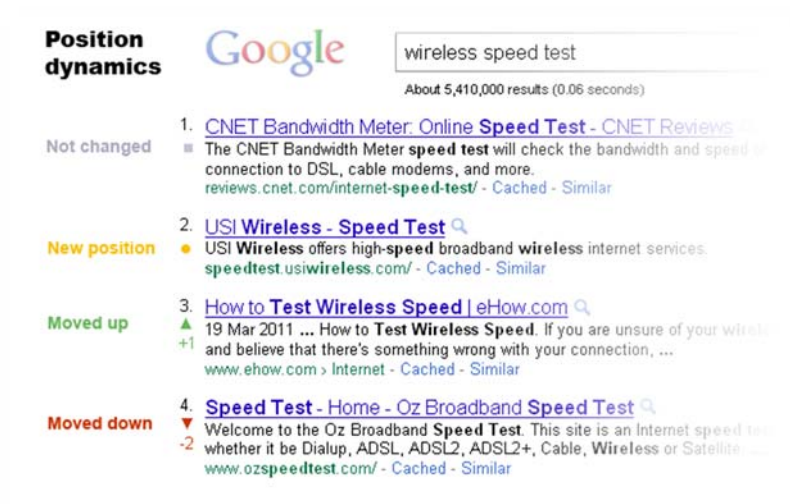 Position
dynamics
Google
wireless speed test
About 5,410,000 results (0.06 seconds)
Not changed
1. CNET Bandwidth Meter: Online Speed Test - CNET Reviews
The CNET Bandwidth Meter speed test will check the bandwidth and speed of
connection to DSL, cable modems, and more.
reviews.cnet.com/internet-speed-test/ - Cached - Similar
New position
2. USI Wireless - Speed Test
USI Wireless offers high-speed broadband wireless internet services.
speedtest.usiwireless.com/ - Cached - Similar
Moved up
3. How to Test Wireless Speed | eHow.com
+1
19 Mar 2011 ... How to Test Wireless Speed. If you are unsure of your wirele
and believe that there's something wrong with your connection, ...
www.ehow.com › Internet - Cached - Similar
Moved down
4. Speed Test - Home - Oz Broadband Speed Test
-2
Welcome to the Oz Broadband Speed Test. This site is an Internet speed tes
whether it be Dialup, ADSL, ADSL2, ADSL2+, Cable, Wireless or Satellite. ...
www.ozspeedtest.com/ - Cached - Similar